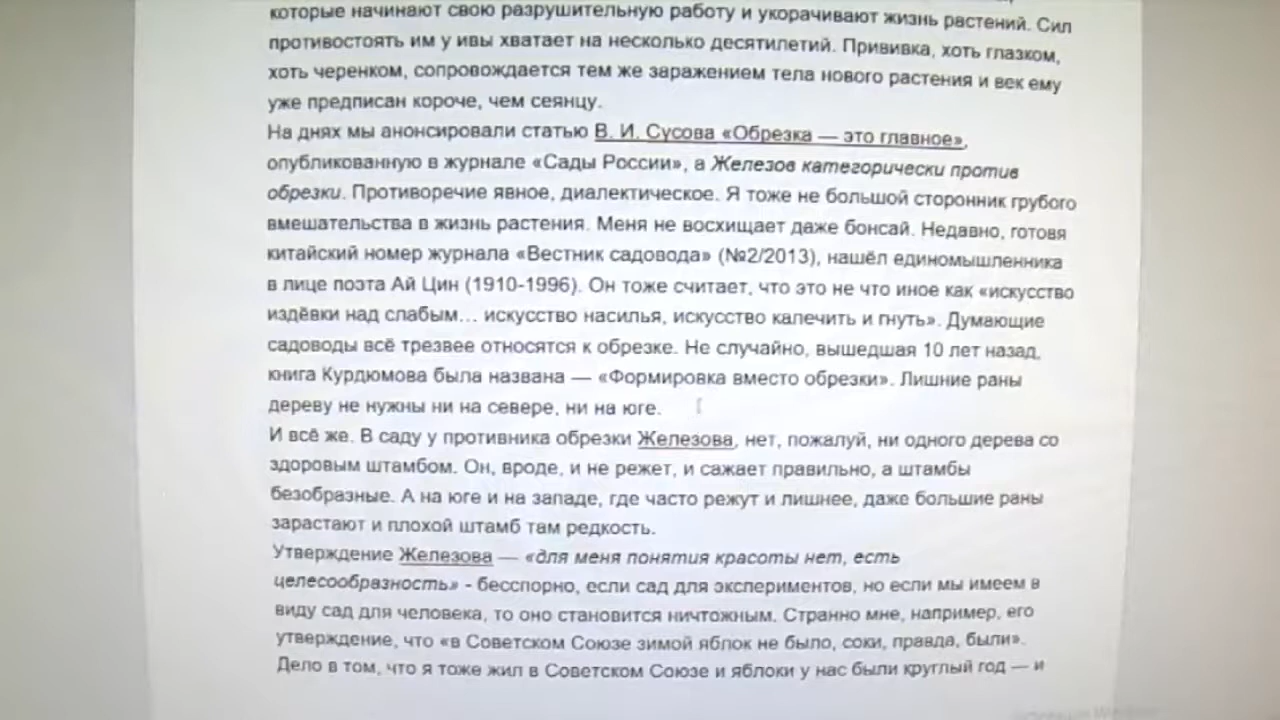 которые начинают свою разрушительную работу и укорачивают жизнь растений. Сил
противостоять им у ивы хватает на несколько десятилетий. Прививка, хоть глазком,
хоть черенком, сопровождается тем же заражением тела нового растения и век ему
уже предписан короче, чем сеянцу.
На днях мы анонсировали статью В. И. Сусова «Обрезка — это главное»,
опубликованную в журнале «Сады России», а Железов категорически против
обрезки. Противоречие явное, диалектическое. Я тоже не большой сторонник грубого
вмешательства в жизнь растения. Меня не восхищает даже бонсай. Недавно, готовя
китайский номер журнала «Вестник садовода» (№2/2013), нашёл единомышленника
в лице поэта Ай Цин (1910-1996). Он тоже считает, что это не что иное как «искусство
издёвки над слабым... искусство насилья, искусство калечить и гнуть». Думающие
садоводы всё трезвее относятся к обрезке. Не случайно, вышедшая 10 лет назад,
книга Курдюмова была названа — «Формировка вместо обрезки». Лишние раны
дереву не нужны ни на севере, ни на юге.
И всё же. В саду у противника обрезки Железова, нет, пожалуй, ни одного дерева со
здоровым штамбом. Он, вроде, и не режет, и сажает правильно, а штамбы
безобразные. А на юге и на западе, где часто режут и лишнее, даже большие раны
зарастают и плохой штамб там редкость.
Утверждение Железова — «для меня понятия красоты нет, есть
целесообразность» - бесспорно, если сад для экспериментов, но если мы имеем в
виду сад для человека, то оно становится ничтожным. Странно мне, например, его
утверждение, что «в Советском Союзе зимой яблок не было, соки, правда, были».
Дело в том, что я тоже жил в Советском Союзе и яблоки у нас были круглый год — и